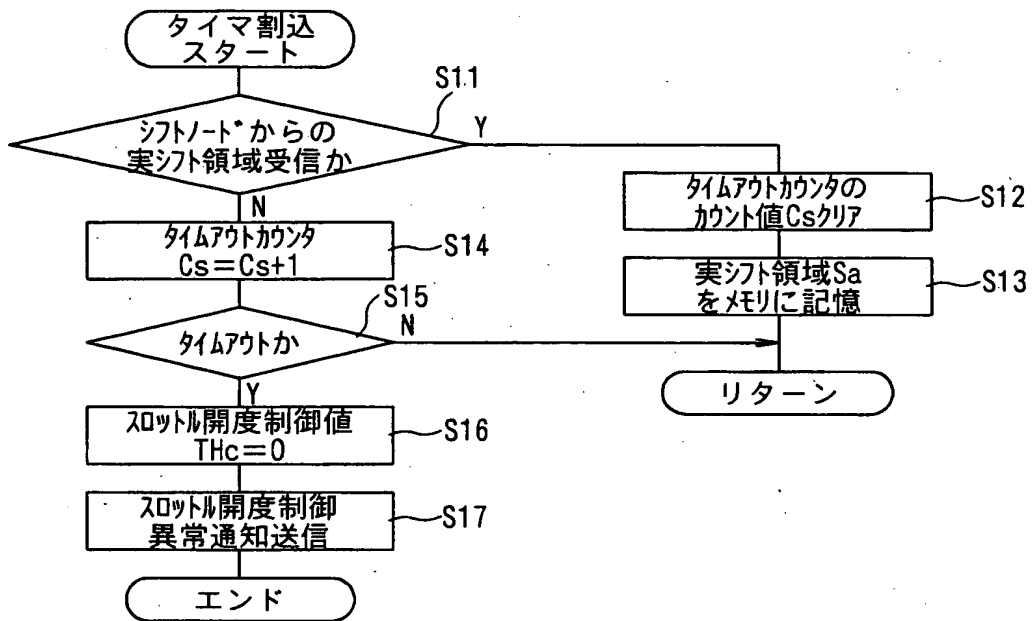 タイマ割込
スタート
S11
シフトノードからの
実シフト領域受信か
Y
N
タイムアウトカウンタの
カウント値Csクリア
S12
実シフト領域Sa
をメモリに記憶
S13
タイムアウトカウンタ
Cs=Cs+1
S14
S15
タイムアウトか
N
Y
リターン
スロットル開度制御値
THc=0
S16
スロットル開度制御
異常通知送信
S17
エンド